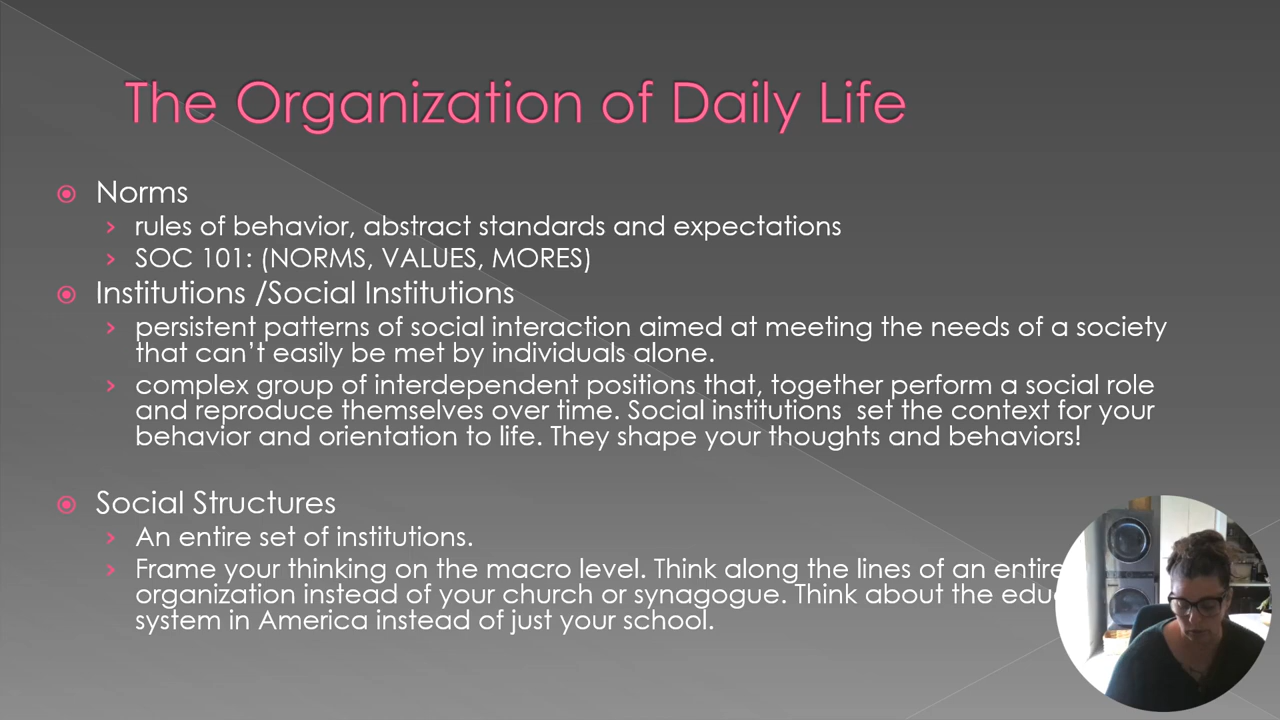 The Organization of Daily Life
Norms
rules of behavior, abstract standards and expectations
SOC 101: (NORMS, VALUES, MORES)
Institutions /Social Institutions
persistent patterns of social interaction aimed at meeting the needs of a society
that can't easily be met by individuals alone.
complex group of interdependent positions that, together perform a social role
and reproduce themselves over time. Social institutions  set the context for your
behavior and orientation to life. They shape your thoughts and behaviors!
Social Structures
An entire set of institutions.
Frame your thinking on the macro level. Think along the lines of an entire
organization instead of your church or synagogue. Think about the
system in America instead of just your school.